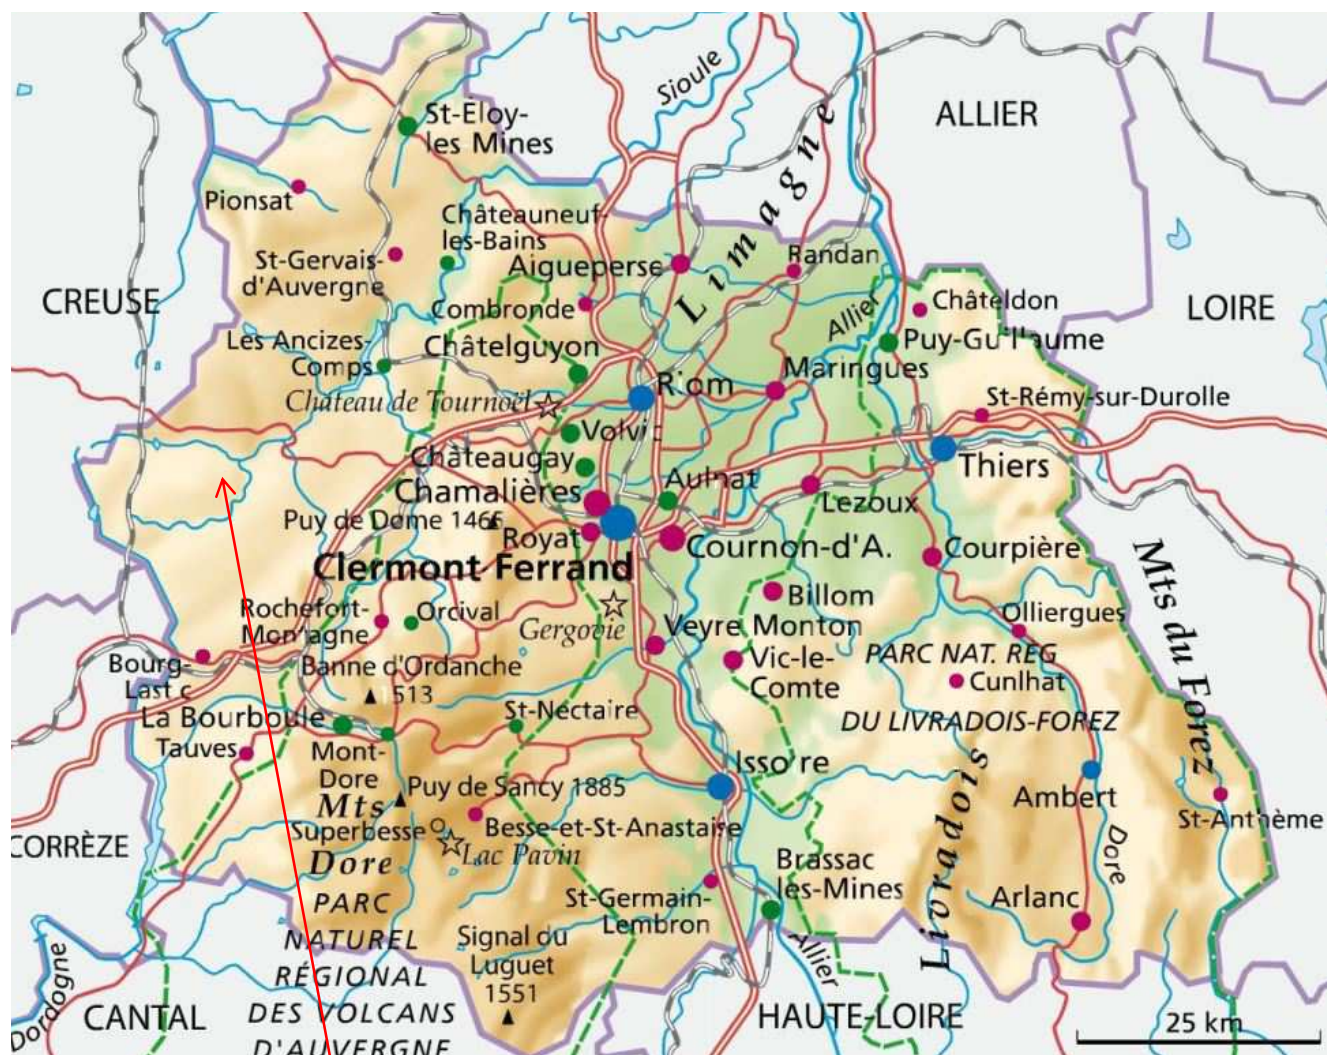 Sioule
ALLIER
Limagne
St-Éloy-
les Mines
Pionsat
Châteauneuf-
les-Bains
St-Gervais-
d'Auvergne
Aigueperse
Randan
CREUSE
LOIRE
Combronde
Allier
Châteldon
Les Ancizes-
Comps
Châtelguyon
Puy-Gu l'aume
Riom
Maringues
Château de Tournoël
St-Rémy-sur-Durolle
Volvic
Châteaugay
Thiers
Chamalières
Aulnat
Lezoux
Puy de Dome 1465
Royat
Cournon-d'A.
Courpière
Clermont Ferrand
Mts du Forez
Billom
Rochefort-
Montagne
Orcival
Gergovie
Olliergues
Veyre Monton
Bourg-
Last c
Banne d'Ordanche
1513
Vic-le-
Comte
PARC NAT. REG
Cunlhat
La Bourboule
St-Nectaire
DU LIVRADOIS-FOREZ
Tauves
Mont-
Dore
Issoire
Livradois
Puy de Sancy 1885
Mts
Dore
Ambert
Superbesse
Besse-et-St-Anastaise
St-Anthème
CORRÈZE
Lac Pavin
Dore
Brassac
les-Mines
PARC
NATUREL
RÉGIONAL
DES VOLCANS
D'AUVERGNE
St-Germain-
Lembron
Arlanc
Signal du
Luguet
1551
Allier
Dordogne
CANTAL
HAUTE-LOIRE
25 km